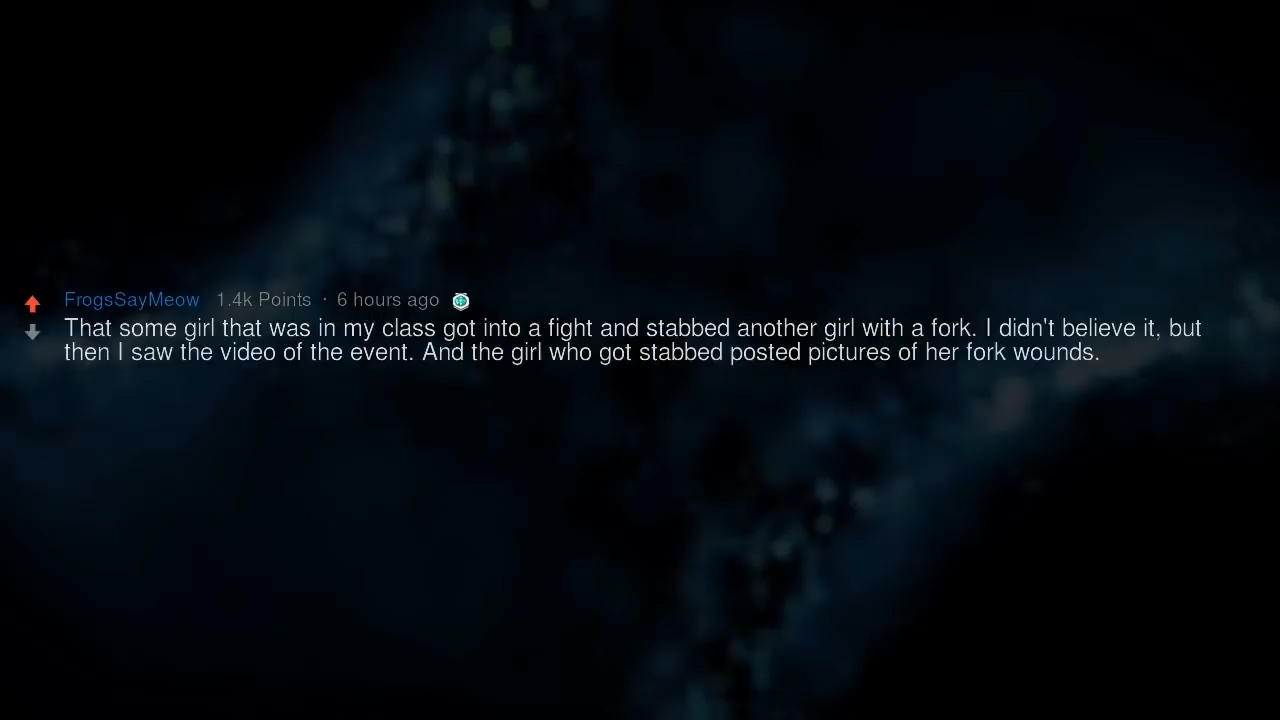 FrogsSayMeow 1.4k Points · 6 hours ago
That some girl that was in my class got into a fight and stabbed another girl with a fork. I didn't believe it, but
then I saw the video of the event. And the girl who got stabbed posted pictures of her fork wounds.